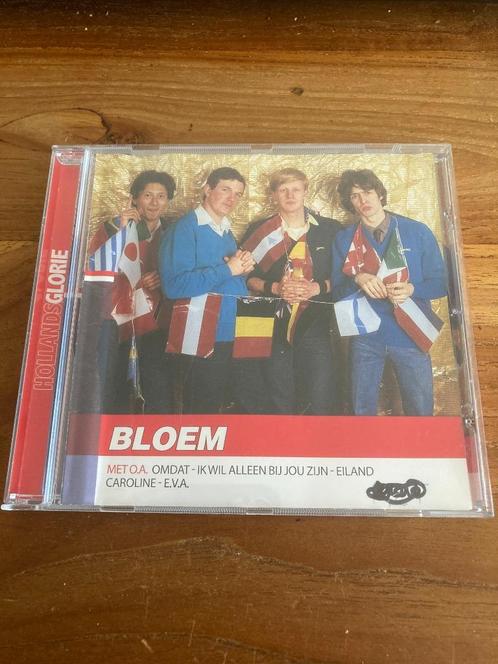 HOLLANDSGLORIE
BLOEM
MET O.A. OMDAT - IK WIL ALLEEN BIJ JOU ZIJN - EILAND
CAROLINE - E.V.A.